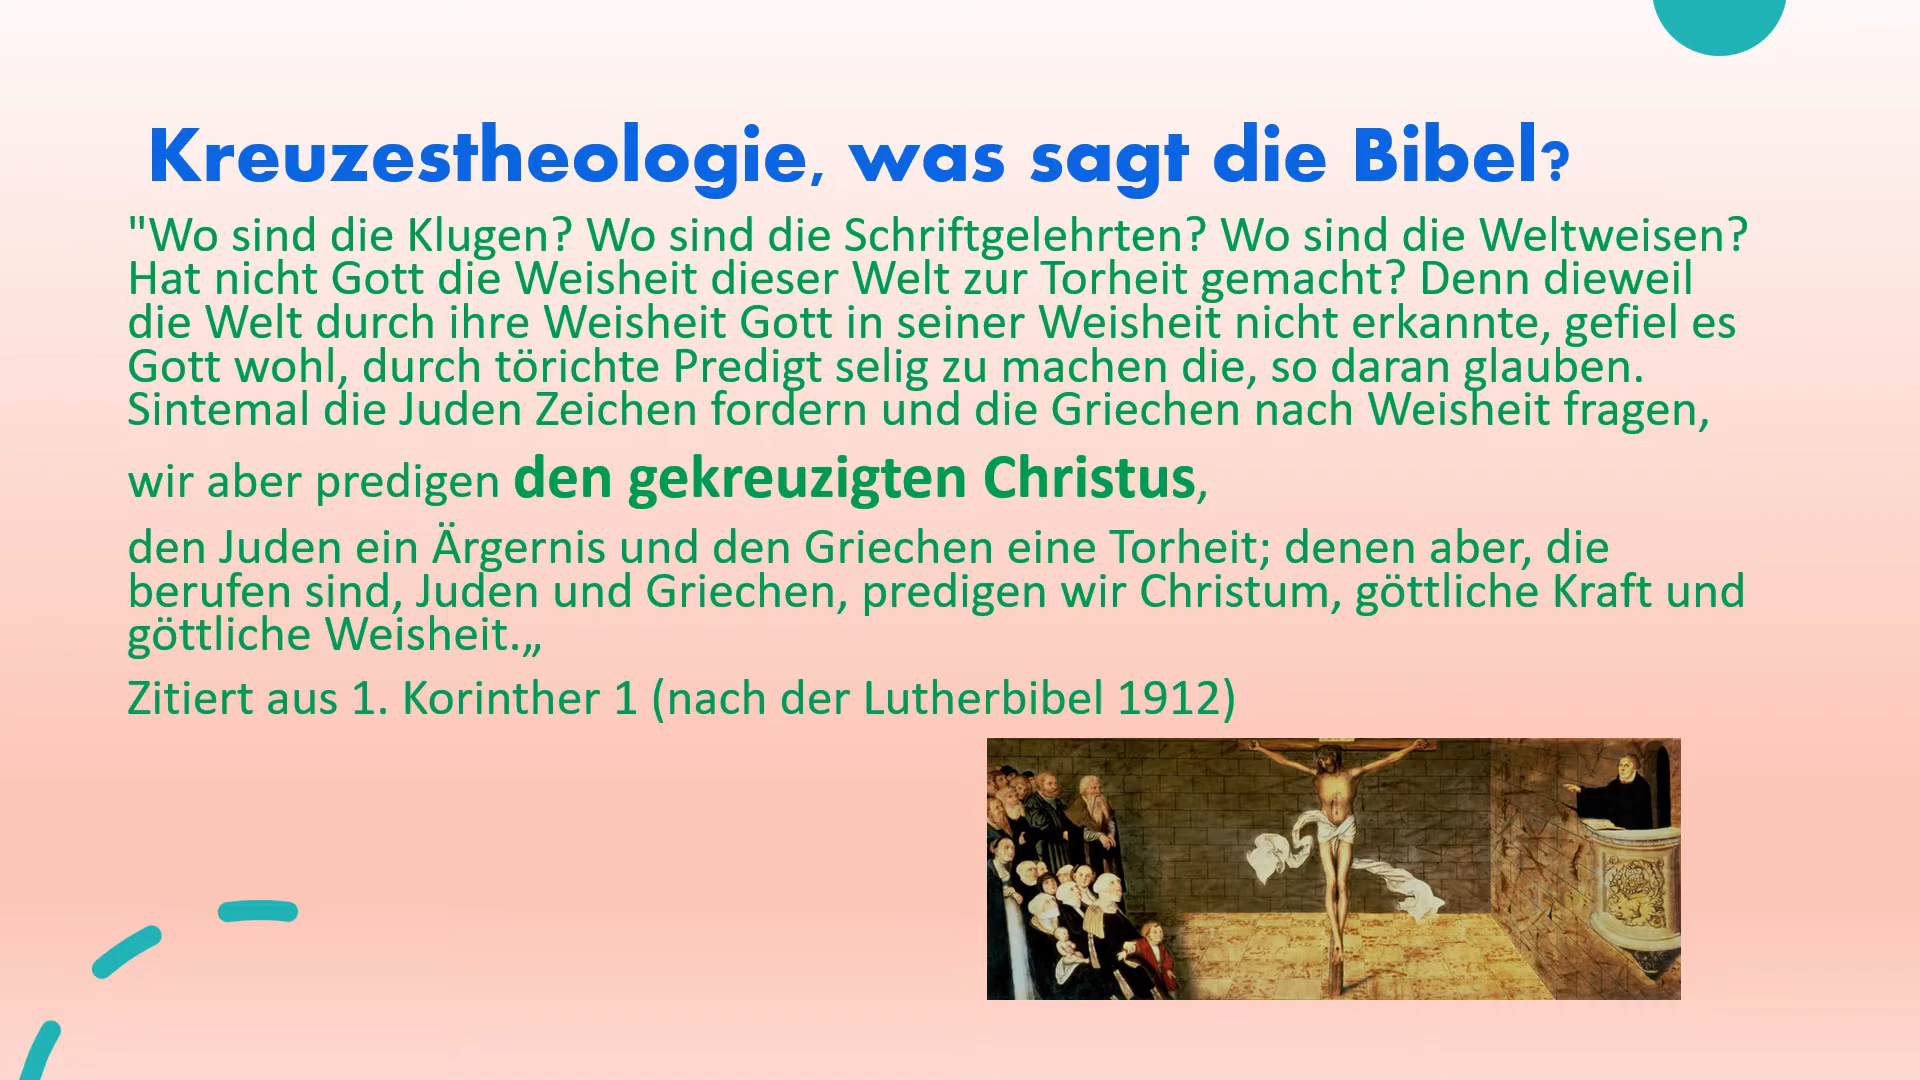 Kreuzestheologie, was sagt die Bibel?
"Wo sind die Klugen? Wo sind die Schriftgelehrten? Wo sind die Weltweisen?
Hat nicht Gott die Weisheit dieser Welt zur Torheit gemacht? Denn dieweil
die Welt durch ihre Weisheit Gott in seiner Weisheit nicht erkannte, gefiel es
Gott wohl, durch törichte Predigt selig zu machen die, so daran glauben.
Sintemal die Juden Zeichen fordern und die Griechen nach Weisheit fragen,
wir aber predigen den gekreuzigten Christus,
den Juden ein Ärgernis und den Griechen eine Torheit; denen aber, die
berufen sind, Juden und Griechen, predigen wir Christum, göttliche Kraft und
göttliche Weisheit.„
Zitiert aus 1. Korinther 1 (nach der Lutherbibel 1912)